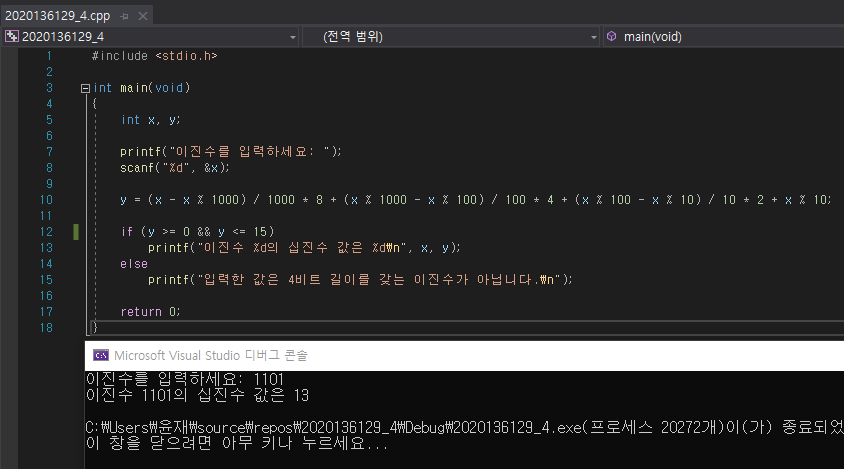 2020136129_4.cpp
2020136129_4 (전역 범위) main(void)
1 #include <stdio.h>
2
3 int main(void)
4 {
5 int x, y;
6
7 printf("이진수를 입력하세요: ");
8 scanf("%d", &x);
9
10 y = (x - x % 1000) / 1000 * 8 + (x % 1000 - x % 100) / 100 * 4 + (x % 100 - x % 10) / 10 * 2 + x % 10;
11
12 if (y >= 0 && y <= 15)
13 printf("이진수 %d의 십진수 값은 %d₩n", x, y);
14 else
15 printf("입력한 값은 4비트 길이를 갖는 이진수가 아닙니다.₩n");
16
17 return 0;
18 }
Microsoft Visual Studio 디버그 콘솔
이진수를 입력하세요: 1101
이진수 1101의 십진수 값은 13
C:₩Users₩윤재₩source₩repos₩2020136129_4₩Debug₩2020136129_4.exe(프로세스 20272개)이(가) 종료되었
이 창을 닫으려면 아무 키나 누르세요...